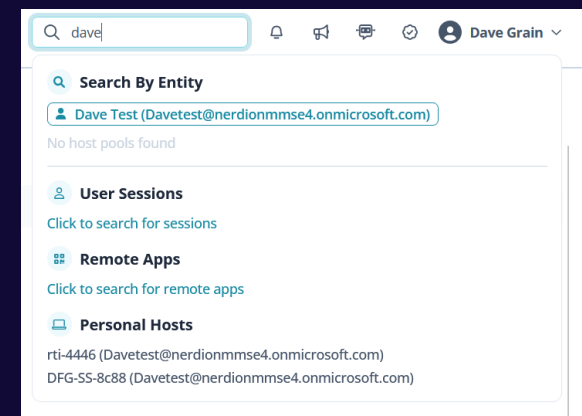 dave
Dave Grain
Search By Entity
Dave Test (Davetest@nerdionmmse4.onmicrosoft.com)
No host pools found
User Sessions
Click to search for sessions
Remote Apps
Click to search for remote apps
Personal Hosts
rti-4446 (Davetest@nerdionmmse4.onmicrosoft.com)
DFG-SS-8c88 (Davetest@nerdionmmse4.onmicrosoft.com)